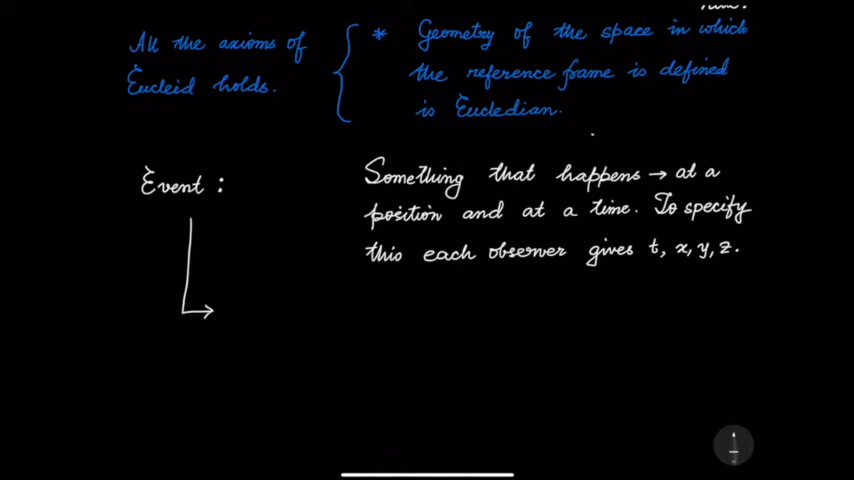 All the axioms of
Eucleid holds.
* Geometry of the space in which
the reference frame is defined
is Eucledian.
Event :
Something that happens → at a
position and at a time. To specify
this each observer gives t, x, y, z.